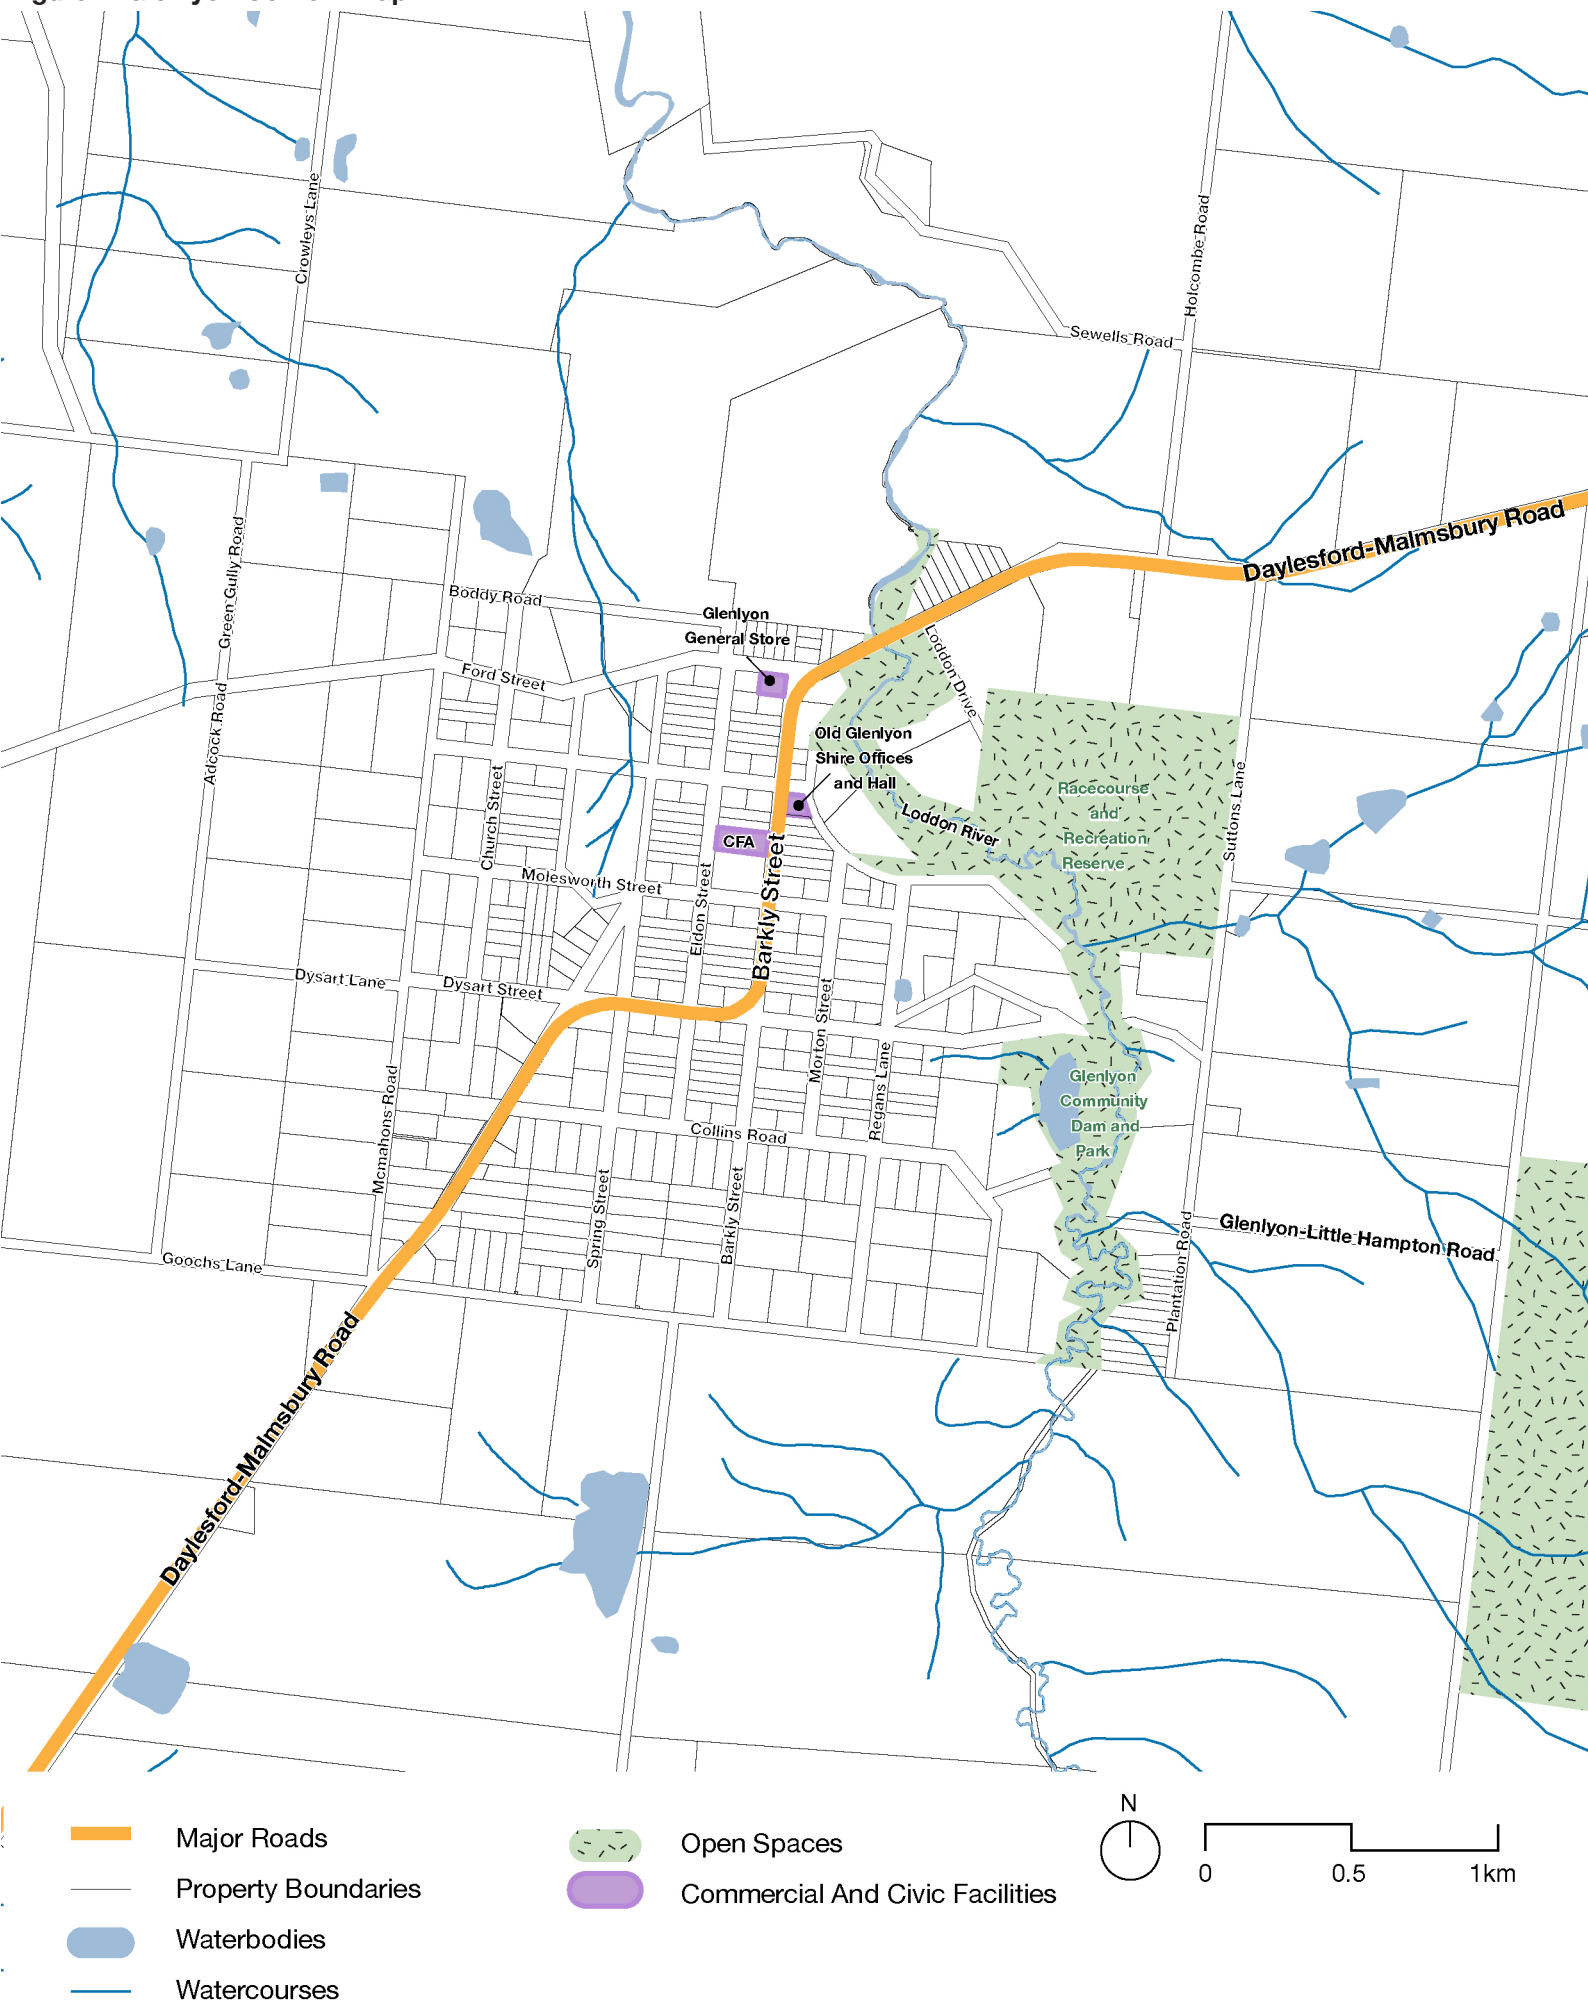 Crowleys Lane
Holcombe Road
Sewells Road
Daylesford-Malmsbury Road
Green Gully Road
Boddy Road
Glenlyon
General Store
Loddon Drive
Ford Street
Adcock Road
Old Glenlyon
Shire Offices
and Hall
Racecourse
and
Recreation
Reserve
Suttons Lane
Church Street
Loddon River
CFA
Molesworth Street
Eldon Street
Barkly Street
Dysart Lane
Dysart Street
Morton Street
Regans Lane
Mcmahons Road
Glenlyon
Community
Dam and
Park
Collins Road
Spring Street
Barkly Street
Plantation Road
Glenlyon-Little Hampton Road
Goochs Lane
Daylesford-Malmsbury Road
Major Roads
Property Boundaries
Waterbodies
Watercourses
Open Spaces
Commercial And Civic Facilities
N
0 0.5 1km